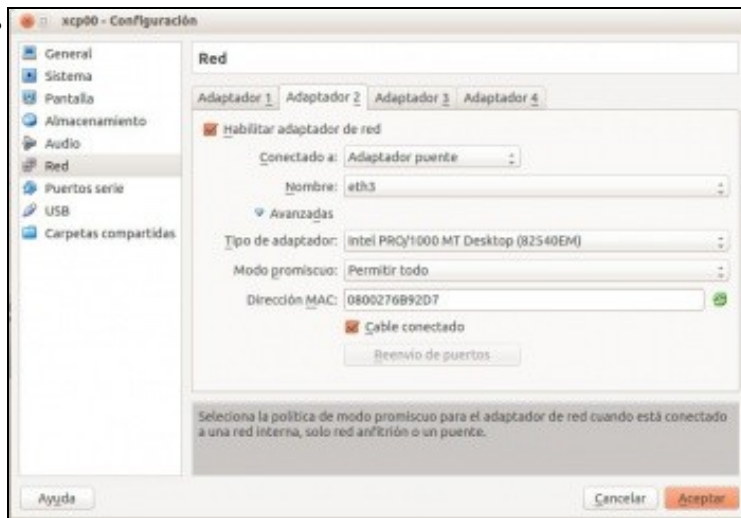 xcp00 - Configuración
General
Sistema
Pantalla
Almacenamiento
Audio
Red
Puertos serie
USB
Carpetas compartidas
Red
Adaptador 1 Adaptador 2 Adaptador 3 Adaptador 4
Habilitar adaptador de red
Conectado a: Adaptador puente
Nombre: eth3
Avanzadas
Tipo de adaptador: Intel PRO/1000 MT Desktop (82540EM)
Modo promiscuo: Permitir todo
Dirección MAC: 0800276B92D7
Cable conectado
Reenvío de puertos
Selecciona la política de modo promiscuo para el adaptador de red cuando está conectado
a una red interna, solo red anfitrión o un puente.
Ayuda
Cancelar Aceptar